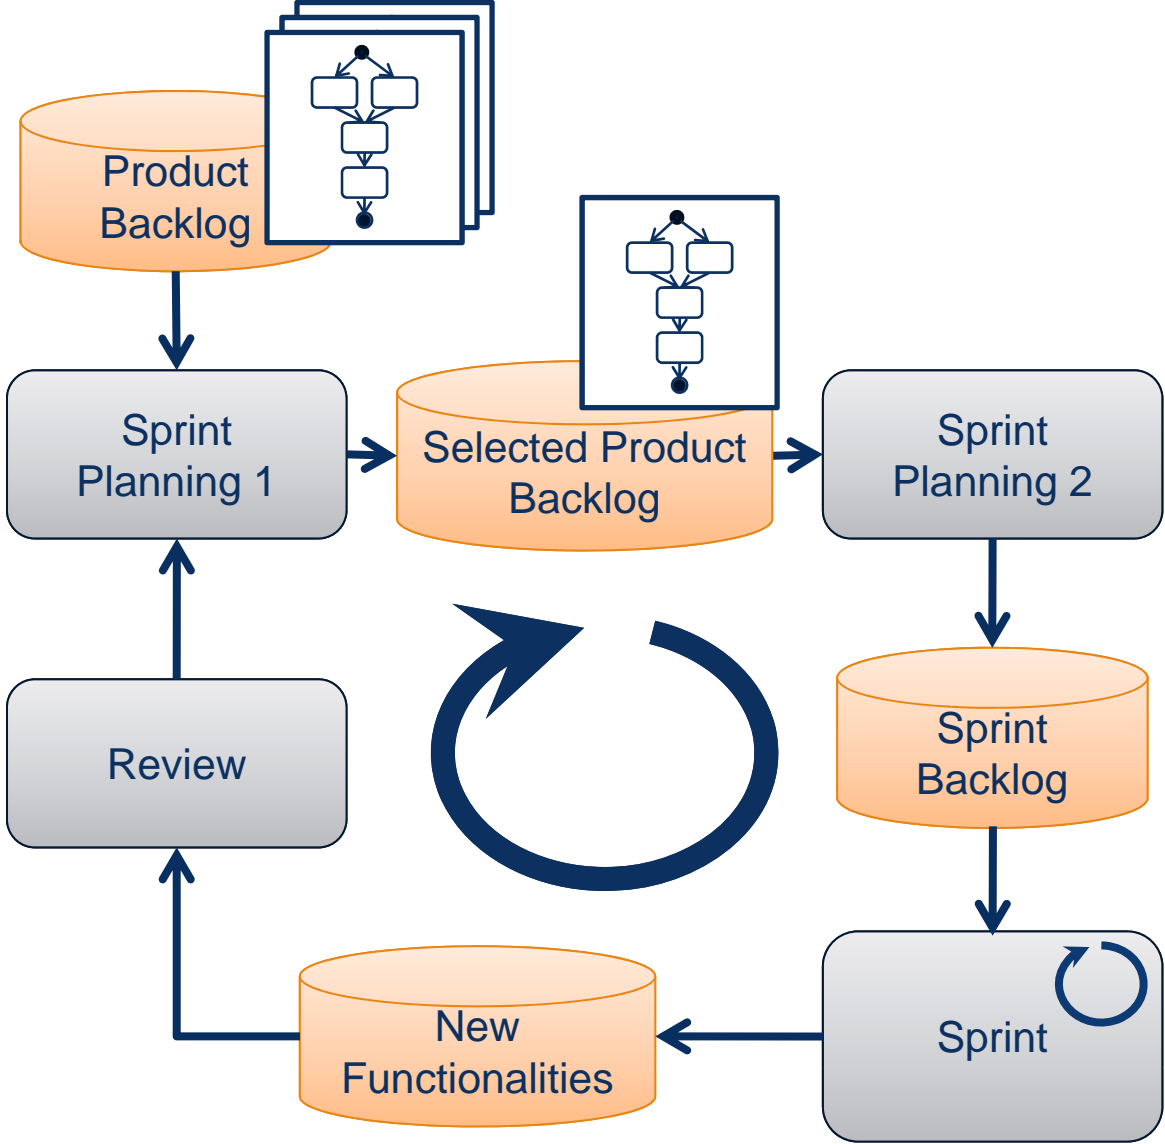 Product
Backlog
Sprint
Planning 1
Selected Product
Backlog
Sprint
Planning 2
Sprint
Backlog
Review
Sprint
New
Functionalities